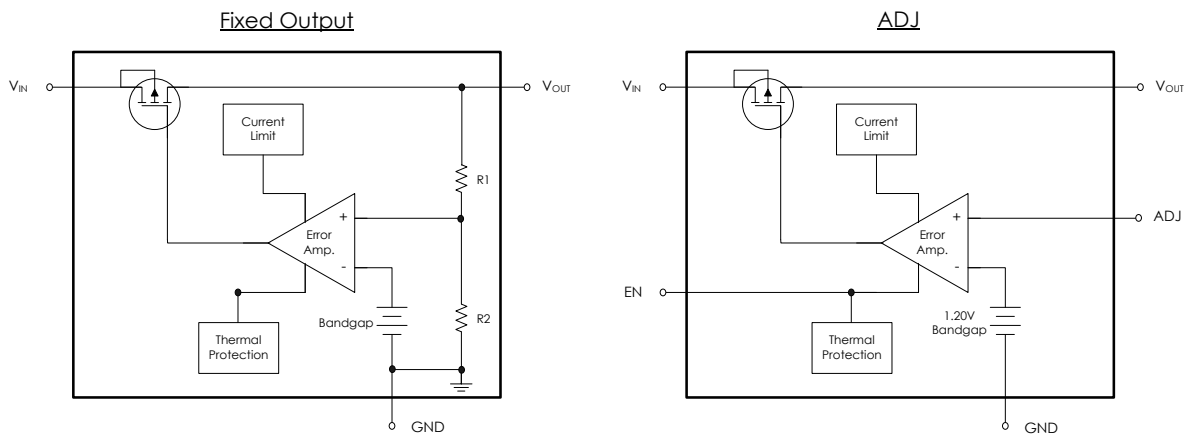 Fixed Output
ADJ
VIN
VOUT
Current
Limit
R1
+
Error
Amp.
-
Bandgap
R2
Thermal
Protection
GND
VIN
VOUT
Current
Limit
+
ADJ
Error
Amp.
-
EN
1.20V
Bandgap
Thermal
Protection
GND